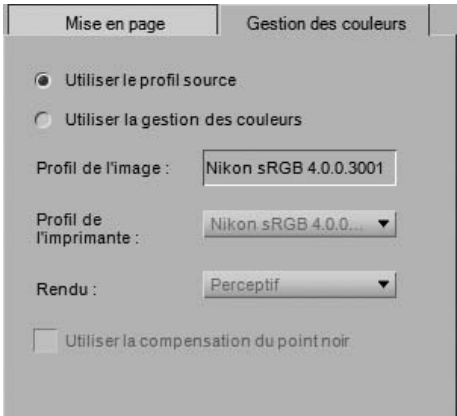 Mise en page
Gestion des couleurs
Utiliser le profil source
Utiliser la gestion des couleurs
Profil de l'image :
Nikon sRGB 4.0.0.3001
Profil de
l'imprimante :
Nikon sRGB 4.0.0...
Rendu :
Perceptif
Utiliser la compensation du point noir